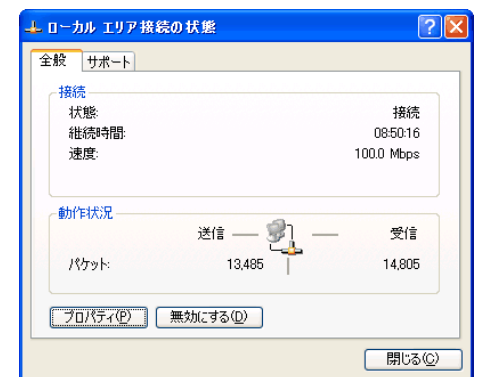 ローカル エリア接続の状態
全般 サポート
接続
状態: 接続
継続時間: 08:50:16
速度: 100.0 Mbps
動作状況
送信 受信
パケット: 13,485 14,805
プロパティ(P) 無効にする(D)
閉じる(C)